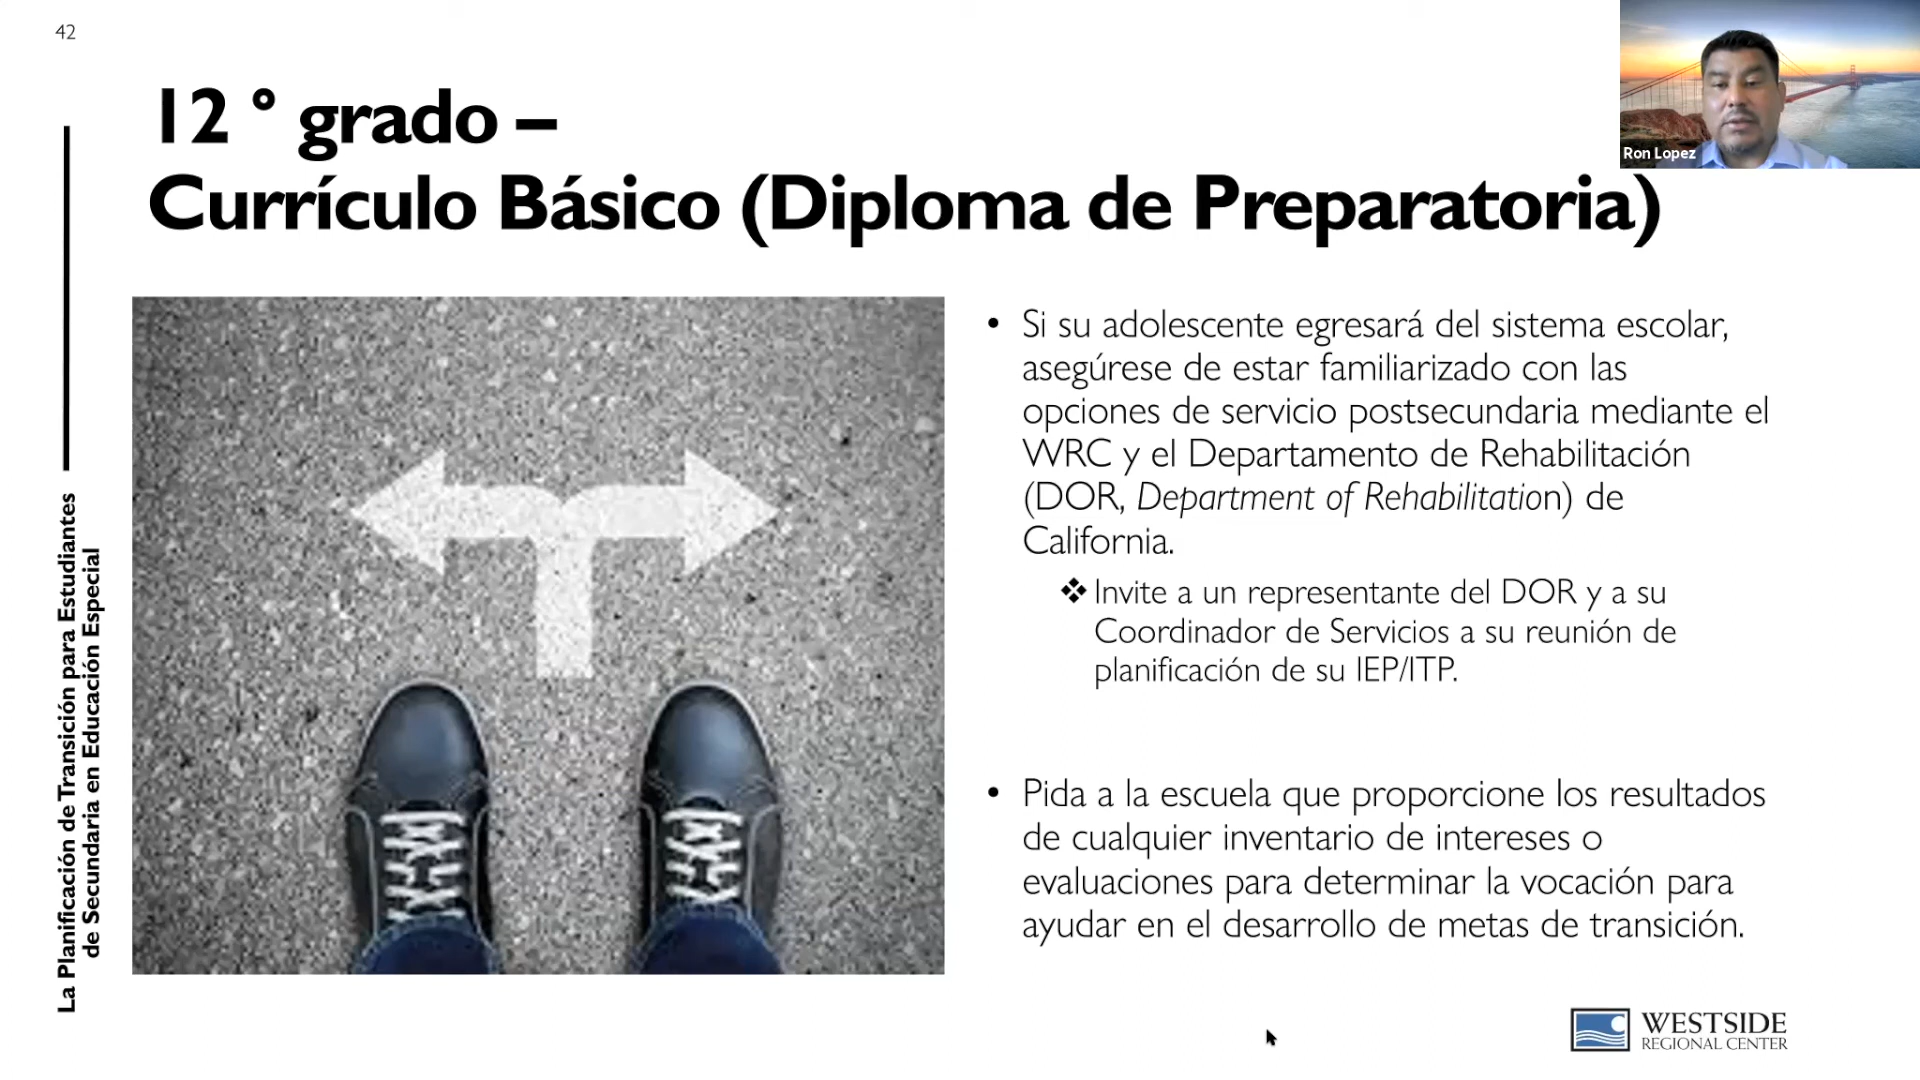 42
12 ° grado –
Currículo Básico (Diploma de Preparatoria)
Ron Lopez
La Planificación de Transición para Estudiantes
de Secundaria en Educación Especial
• Si su adolescente egresará del sistema escolar,
asegúrese de estar familiarizado con las
opciones de servicio postsecundaria mediante el
WRC y el Departamento de Rehabilitación
(DOR, Department of Rehabilitation) de
California.
❖ Invite a un representante del DOR y a su
Coordinador de Servicios a su reunión de
planificación de su IEP/ITP.
• Pida a la escuela que proporcione los resultados
de cualquier inventario de intereses o
evaluaciones para determinar la vocación para
ayudar en el desarrollo de metas de transición.
WESTSIDE
REGIONAL CENTER